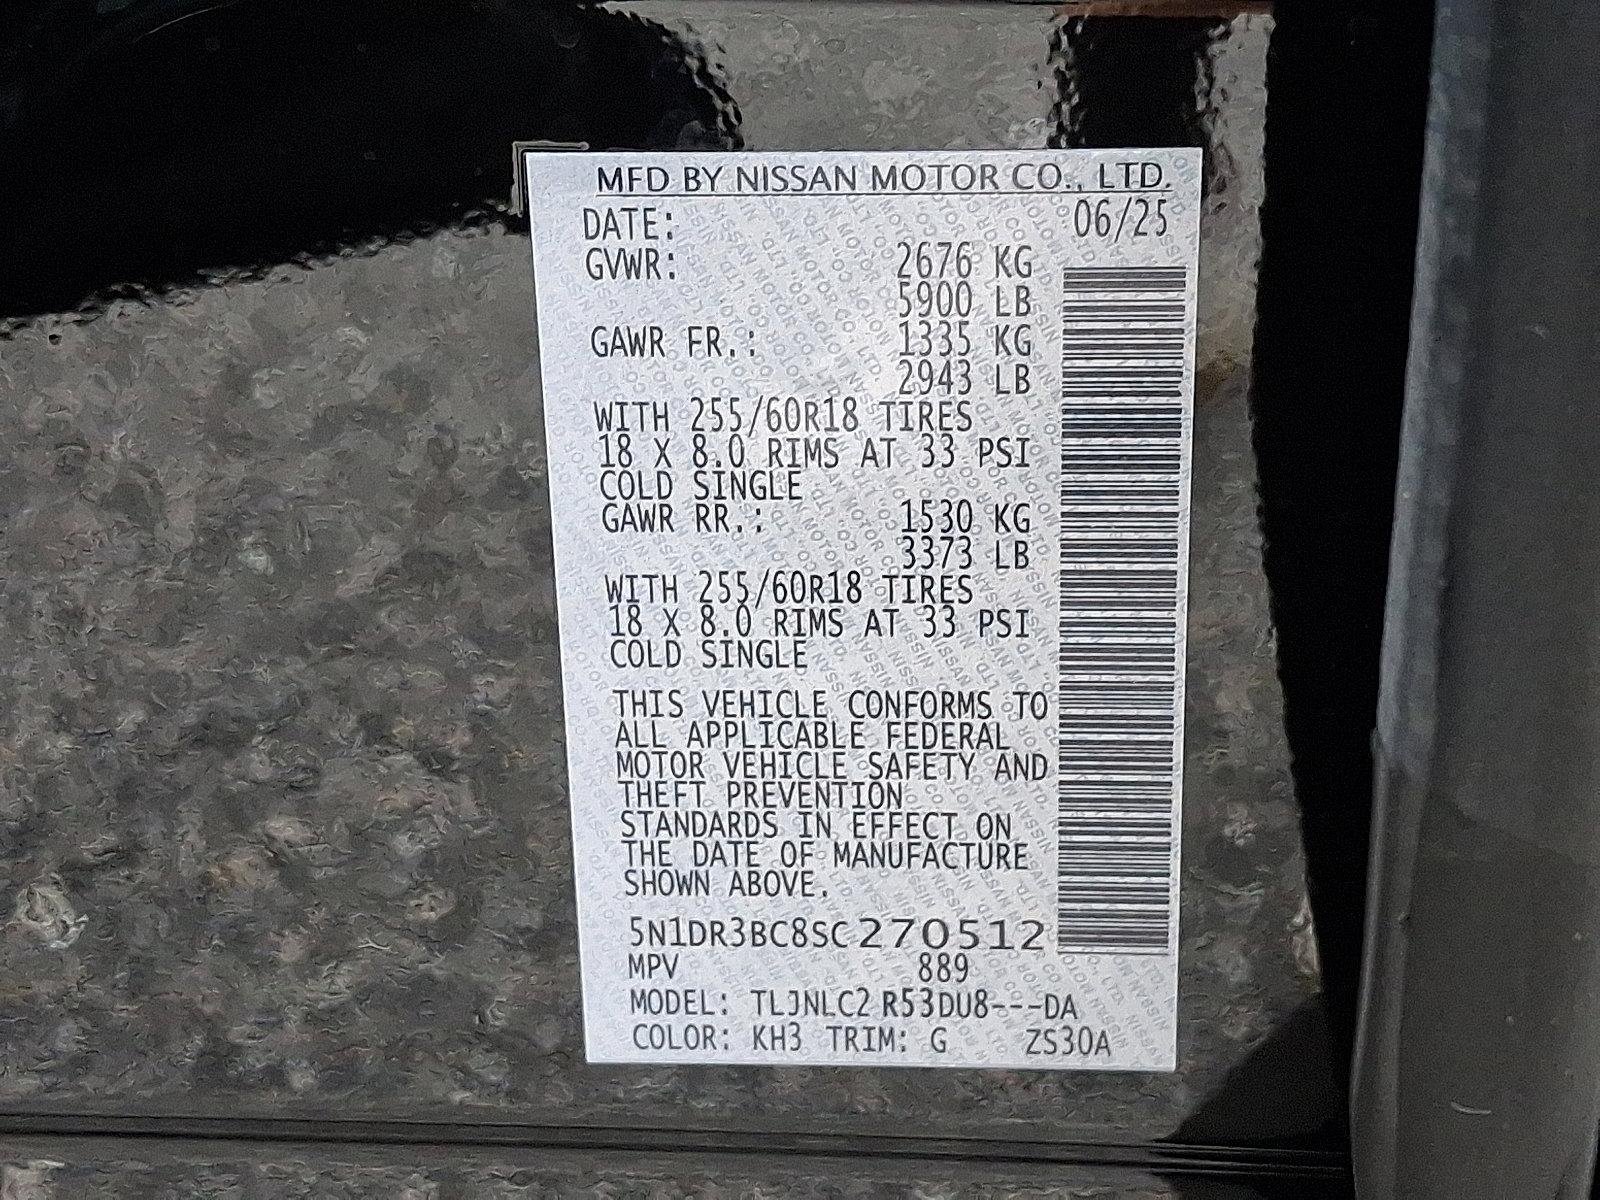 MFD BY NISSAN MOTOR CO., LTD.
DATE: 06/25
GVWR: 2676 KG
5900 LB
GAWR FR.: 1335 KG
2943 LB
WITH 255/60R18 TIRES
18 X 8.0 RIMS AT 33 PSI
COLD SINGLE
GAWR RR.: 1530 KG
3373 LB
WITH 255/60R18 TIRES
18 X 8.0 RIMS AT 33 PSI
COLD SINGLE
THIS VEHICLE CONFORMS TO
ALL APPLICABLE FEDERAL
MOTOR VEHICLE SAFETY AND
THEFT PREVENTION
STANDARDS IN EFFECT ON
THE DATE OF MANUFACTURE
SHOWN ABOVE.
5N1DR3BC8SC270512
MPV 889
MODEL: TLJNLC2 R53DU8---DA
COLOR: KH3 TRIM: G ZS30A